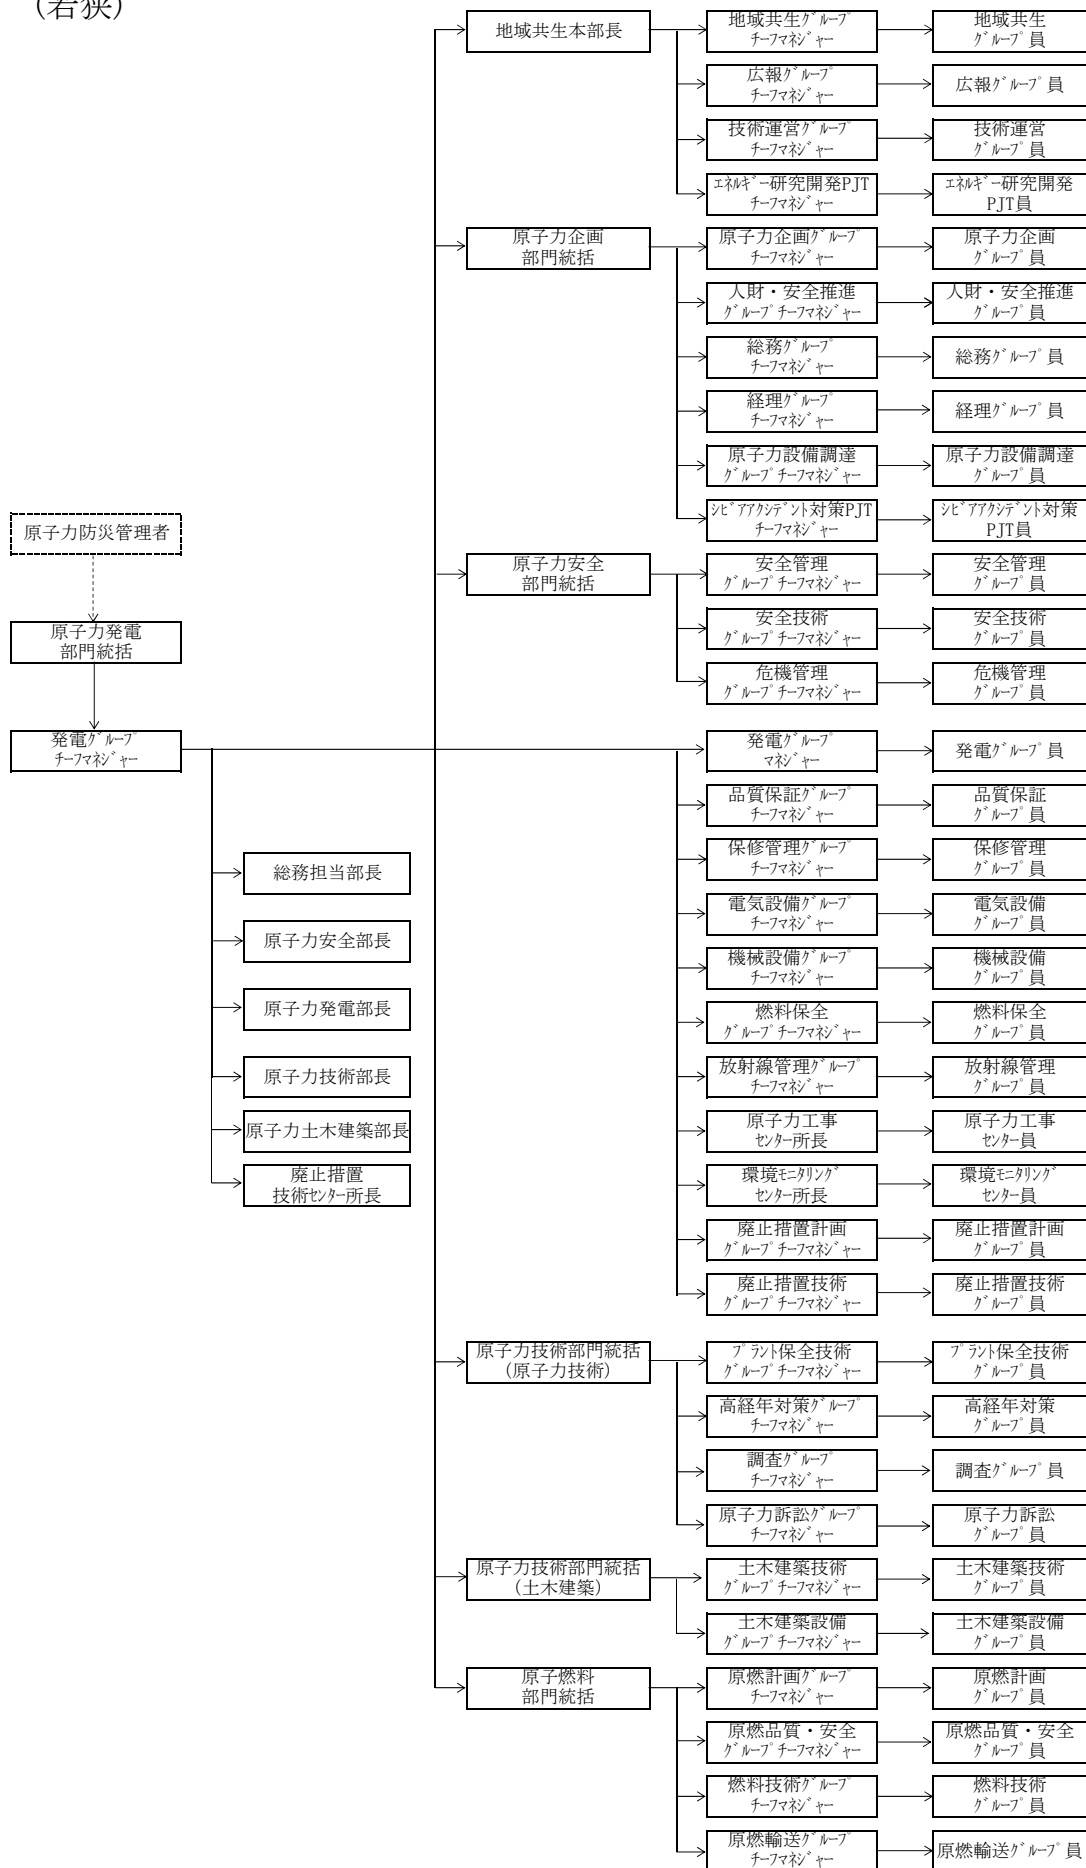 (若狭)
地域共生本部長
地域共生ｸﾞﾙｰﾌﾟ
ﾁｰﾌﾏﾈｼﾞｬｰ
地域共生
ｸﾞﾙｰﾌﾟ員
広報ｸﾞﾙｰﾌﾟ
ﾁｰﾌﾏﾈｼﾞｬｰ
広報ｸﾞﾙｰﾌﾟ員
技術運営ｸﾞﾙｰﾌﾟ
ﾁｰﾌﾏﾈｼﾞｬｰ
技術運営
ｸﾞﾙｰﾌﾟ員
ｴﾈﾙｷﾞｰ研究開発PJT
ﾁｰﾌﾏﾈｼﾞｬｰ
ｴﾈﾙｷﾞｰ研究開発
PJT員
原子力企画
部門統括
原子力企画ｸﾞﾙｰﾌﾟ
ﾁｰﾌﾏﾈｼﾞｬｰ
原子力企画
ｸﾞﾙｰﾌﾟ員
人財・安全推進
ｸﾞﾙｰﾌﾟﾁｰﾌﾏﾈｼﾞｬｰ
人財・安全推進
ｸﾞﾙｰﾌﾟ員
総務ｸﾞﾙｰﾌﾟ
ﾁｰﾌﾏﾈｼﾞｬｰ
総務ｸﾞﾙｰﾌﾟ員
経理ｸﾞﾙｰﾌﾟ
ﾁｰﾌﾏﾈｼﾞｬｰ
経理ｸﾞﾙｰﾌﾟ員
原子力設備調達
ｸﾞﾙｰﾌﾟﾁｰﾌﾏﾈｼﾞｬｰ
原子力設備調達
ｸﾞﾙｰﾌﾟ員
ｼﾋﾞｱｱｸｼﾃﾞﾝﾄ対策PJT
ﾁｰﾌﾏﾈｼﾞｬｰ
ｼﾋﾞｱｱｸｼﾃﾞﾝﾄ対策
PJT員
原子力防災管理者
原子力安全
部門統括
安全管理
ｸﾞﾙｰﾌﾟﾁｰﾌﾏﾈｼﾞｬｰ
安全管理
ｸﾞﾙｰﾌﾟ員
安全技術
ｸﾞﾙｰﾌﾟﾁｰﾌﾏﾈｼﾞｬｰ
安全技術
ｸﾞﾙｰﾌﾟ員
原子力発電
部門統括
危機管理
ｸﾞﾙｰﾌﾟﾁｰﾌﾏﾈｼﾞｬｰ
危機管理
ｸﾞﾙｰﾌﾟ員
発電ｸﾞﾙｰﾌﾟ
ﾁｰﾌﾏﾈｼﾞｬｰ
発電ｸﾞﾙｰﾌﾟ
ﾏﾈｼﾞｬｰ
発電ｸﾞﾙｰﾌﾟ員
品質保証ｸﾞﾙｰﾌﾟ
ﾁｰﾌﾏﾈｼﾞｬｰ
品質保証
ｸﾞﾙｰﾌﾟ員
総務担当部長
保修管理ｸﾞﾙｰﾌﾟ
ﾁｰﾌﾏﾈｼﾞｬｰ
保修管理
ｸﾞﾙｰﾌﾟ員
原子力安全部長
電気設備ｸﾞﾙｰﾌﾟ
ﾁｰﾌﾏﾈｼﾞｬｰ
電気設備
ｸﾞﾙｰﾌﾟ員
機械設備ｸﾞﾙｰﾌﾟ
ﾁｰﾌﾏﾈｼﾞｬｰ
機械設備
ｸﾞﾙｰﾌﾟ員
原子力発電部長
燃料保全
ｸﾞﾙｰﾌﾟﾁｰﾌﾏﾈｼﾞｬｰ
燃料保全
ｸﾞﾙｰﾌﾟ員
原子力技術部長
放射線管理ｸﾞﾙｰﾌﾟ
ﾁｰﾌﾏﾈｼﾞｬｰ
放射線管理
ｸﾞﾙｰﾌﾟ員
原子力土木建築部長
原子力工事
ｾﾝﾀｰ所長
原子力工事
ｾﾝﾀｰ員
廃止措置
技術ｾﾝﾀｰ所長
環境ﾓﾆﾀﾘﾝｸﾞ
ｾﾝﾀｰ所長
環境ﾓﾆﾀﾘﾝｸﾞ
ｾﾝﾀｰ員
廃止措置計画
ｸﾞﾙｰﾌﾟﾁｰﾌﾏﾈｼﾞｬｰ
廃止措置計画
ｸﾞﾙｰﾌﾟ員
廃止措置技術
ｸﾞﾙｰﾌﾟﾁｰﾌﾏﾈｼﾞｬｰ
廃止措置技術
ｸﾞﾙｰﾌﾟ員
原子力技術部門統括
(原子力技術)
ﾌﾟﾗﾝﾄ保全技術
ｸﾞﾙｰﾌﾟﾁｰﾌﾏﾈｼﾞｬｰ
ﾌﾟﾗﾝﾄ保全技術
ｸﾞﾙｰﾌﾟ員
高経年対策ｸﾞﾙｰﾌﾟ
ﾁｰﾌﾏﾈｼﾞｬｰ
高経年対策
ｸﾞﾙｰﾌﾟ員
調査ｸﾞﾙｰﾌﾟ
ﾁｰﾌﾏﾈｼﾞｬｰ
調査ｸﾞﾙｰﾌﾟ員
原子力訴訟ｸﾞﾙｰﾌﾟ
ﾁｰﾌﾏﾈｼﾞｬｰ
原子力訴訟
ｸﾞﾙｰﾌﾟ員
原子力技術部門統括
(土木建築)
土木建築技術
ｸﾞﾙｰﾌﾟﾁｰﾌﾏﾈｼﾞｬｰ
土木建築技術
ｸﾞﾙｰﾌﾟ員
土木建築設備
ｸﾞﾙｰﾌﾟﾁｰﾌﾏﾈｼﾞｬｰ
土木建築設備
ｸﾞﾙｰﾌﾟ員
原子燃料
部門統括
原燃計画ｸﾞﾙｰﾌﾟ
ﾁｰﾌﾏﾈｼﾞｬｰ
原燃計画
ｸﾞﾙｰﾌﾟ員
原燃品質・安全
ｸﾞﾙｰﾌﾟﾁｰﾌﾏﾈｼﾞｬｰ
原燃品質・安全
ｸﾞﾙｰﾌﾟ員
燃料技術ｸﾞﾙｰﾌﾟ
ﾁｰﾌﾏﾈｼﾞｬｰ
燃料技術
ｸﾞﾙｰﾌﾟ員
原燃輸送ｸﾞﾙｰﾌﾟ
ﾁｰﾌﾏﾈｼﾞｬｰ
原燃輸送ｸﾞﾙｰﾌﾟ員